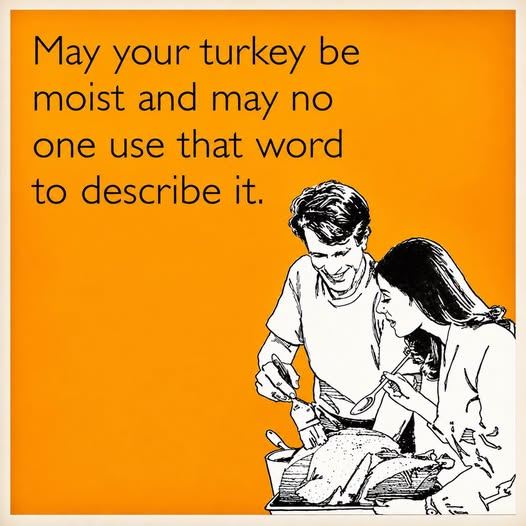 May your turkey be
moist and may no
one use that word
to describe it.